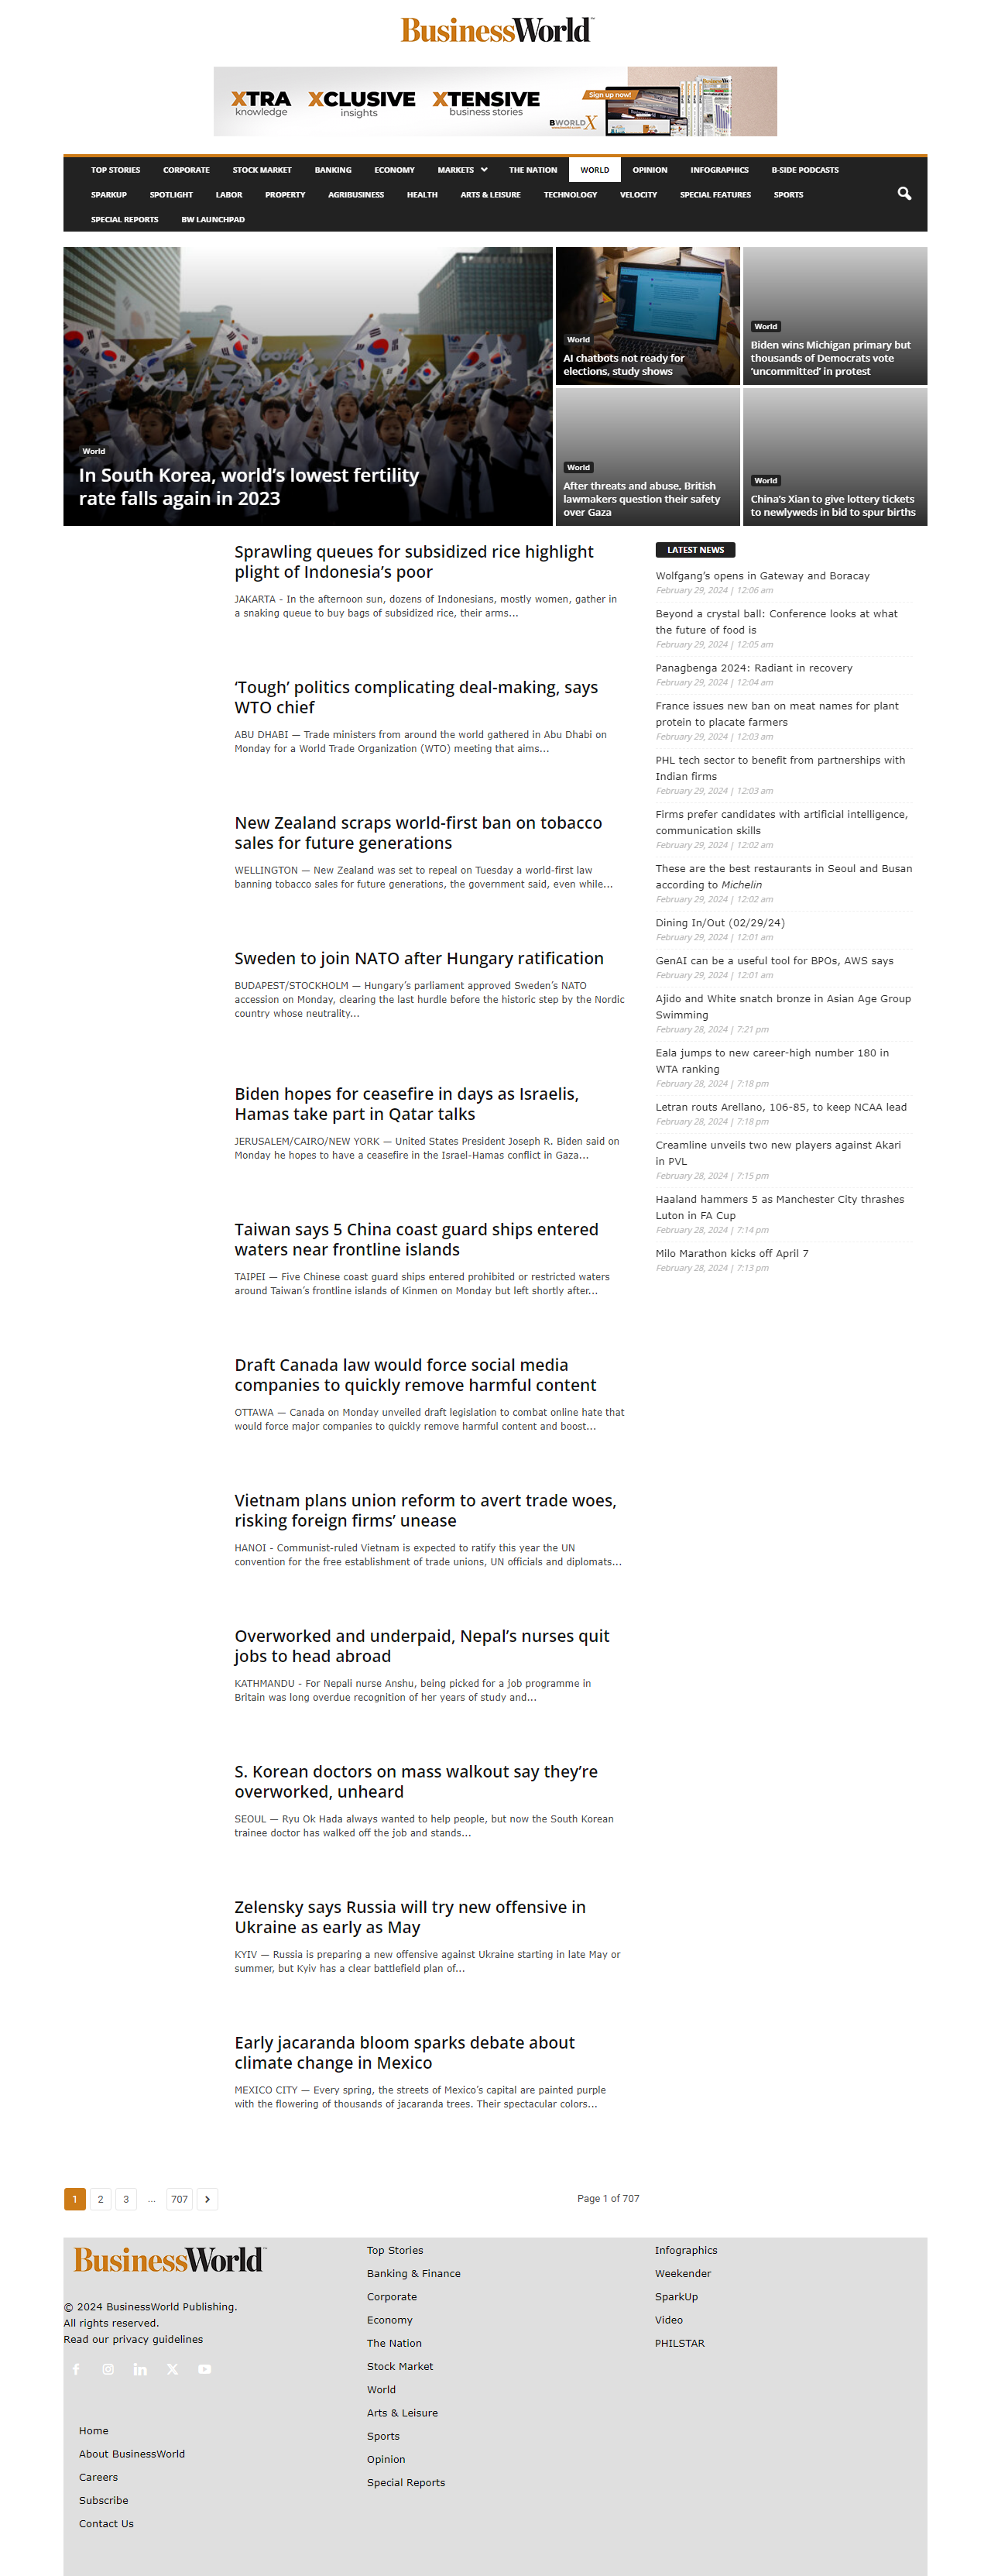 BusinessWorld
XTRA
knowledge
XCLUSIVE
insights
XTENSIVE
business stories
Sign up now!
BWORLDX
TOP STORIES CORPORATE STOCK MARKET BANKING ECONOMY MARKETS THE NATION WORLD OPINION INFOGRAPHICS B-SIDE PODCASTS
SPARKUP SPOTLIGHT LABOR PROPERTY AGRIBUSINESS HEALTH ARTS & LEISURE TECHNOLOGY VELOCITY SPECIAL FEATURES SPORTS
SPECIAL REPORTS BW LAUNCHPAD
World
In South Korea, world’s lowest fertility
rate falls again in 2023
World
AI chatbots not ready for
elections, study shows
World
Biden wins Michigan primary but
thousands of Democrats vote
‘uncommitted’ in protest
World
After threats and abuse, British
lawmakers question their safety
over Gaza
World
China’s Xian to give lottery tickets
to newlyweds in bid to spur births
Sprawling queues for subsidized rice highlight
plight of Indonesia’s poor
JAKARTA - In the afternoon sun, dozens of Indonesians, mostly women, gather in
a snaking queue to buy bags of subsidized rice, their arms...
‘Tough’ politics complicating deal-making, says
WTO chief
ABU DHABI — Trade ministers from around the world gathered in Abu Dhabi on
Monday for a World Trade Organization (WTO) meeting that aims...
New Zealand scraps world-first ban on tobacco
sales for future generations
WELLINGTON — New Zealand was set to repeal on Tuesday a world-first law
banning tobacco sales for future generations, the government said, even while...
Sweden to join NATO after Hungary ratification
BUDAPEST/STOCKHOLM — Hungary’s parliament approved Sweden’s NATO
accession on Monday, clearing the last hurdle before the historic step by the Nordic
country whose neutrality...
Biden hopes for ceasefire in days as Israelis,
Hamas take part in Qatar talks
JERUSALEM/CAIRO/NEW YORK — United States President Joseph R. Biden said on
Monday he hopes to have a ceasefire in the Israel-Hamas conflict in Gaza...
Taiwan says 5 China coast guard ships entered
waters near frontline islands
TAIPEI — Five Chinese coast guard ships entered prohibited or restricted waters
around Taiwan’s frontline islands of Kinmen on Monday but left shortly after...
Draft Canada law would force social media
companies to quickly remove harmful content
OTTAWA — Canada on Monday unveiled draft legislation to combat online hate that
would force major companies to quickly remove harmful content and boost...
Vietnam plans union reform to avert trade woes,
risking foreign firms’ unease
HANOI - Communist-ruled Vietnam is expected to ratify this year the UN
convention for the free establishment of trade unions, UN officials and diplomats...
Overworked and underpaid, Nepal’s nurses quit
jobs to head abroad
KATHMANDU - For Nepali nurse Anshu, being picked for a job programme in
Britain was long overdue recognition of her years of study and...
S. Korean doctors on mass walkout say they’re
overworked, unheard
SEOUL — Ryu Ok Hada always wanted to help people, but now the South Korean
trainee doctor has walked off the job and stands...
Zelensky says Russia will try new offensive in
Ukraine as early as May
KYIV — Russia is preparing a new offensive against Ukraine starting in late May or
summer, but Kyiv has a clear battlefield plan of...
Early jacaranda bloom sparks debate about
climate change in Mexico
MEXICO CITY — Every spring, the streets of Mexico’s capital are painted purple
with the flowering of thousands of jacaranda trees. Their spectacular colors...
1 2 3 ... 707
Page 1 of 707
LATEST NEWS
Wolfgang’s opens in Gateway and Boracay
February 29, 2024 | 12:06 am
Beyond a crystal ball: Conference looks at what
the future of food is
February 29, 2024 | 12:05 am
Panagbenga 2024: Radiant in recovery
February 29, 2024 | 12:04 am
France issues new ban on meat names for plant
protein to placate farmers
February 29, 2024 | 12:03 am
PHL tech sector to benefit from partnerships with
Indian firms
February 29, 2024 | 12:03 am
Firms prefer candidates with artificial intelligence,
communication skills
February 29, 2024 | 12:02 am
These are the best restaurants in Seoul and Busan
according to Michelin
February 29, 2024 | 12:02 am
Dining In/Out (02/29/24)
February 29, 2024 | 12:01 am
GenAI can be a useful tool for BPOs, AWS says
February 29, 2024 | 12:01 am
Ajido and White snatch bronze in Asian Age Group
Swimming
February 28, 2024 | 7:21 pm
Eala jumps to new career-high number 180 in
WTA ranking
February 28, 2024 | 7:18 pm
Letran routs Arellano, 106-85, to keep NCAA lead
February 28, 2024 | 7:18 pm
Creamline unveils two new players against Akari
in PVL
February 28, 2024 | 7:15 pm
Haaland hammers 5 as Manchester City thrashes
Luton in FA Cup
February 28, 2024 | 7:14 pm
Milo Marathon kicks off April 7
February 28, 2024 | 7:13 pm
BusinessWorld
© 2024 BusinessWorld Publishing.
All rights reserved.
Read our privacy guidelines
Home
About BusinessWorld
Careers
Subscribe
Contact Us
Top Stories
Banking & Finance
Corporate
Economy
The Nation
Stock Market
World
Arts & Leisure
Sports
Opinion
Special Reports
Infographics
Weekender
SparkUp
Video
PHILSTAR